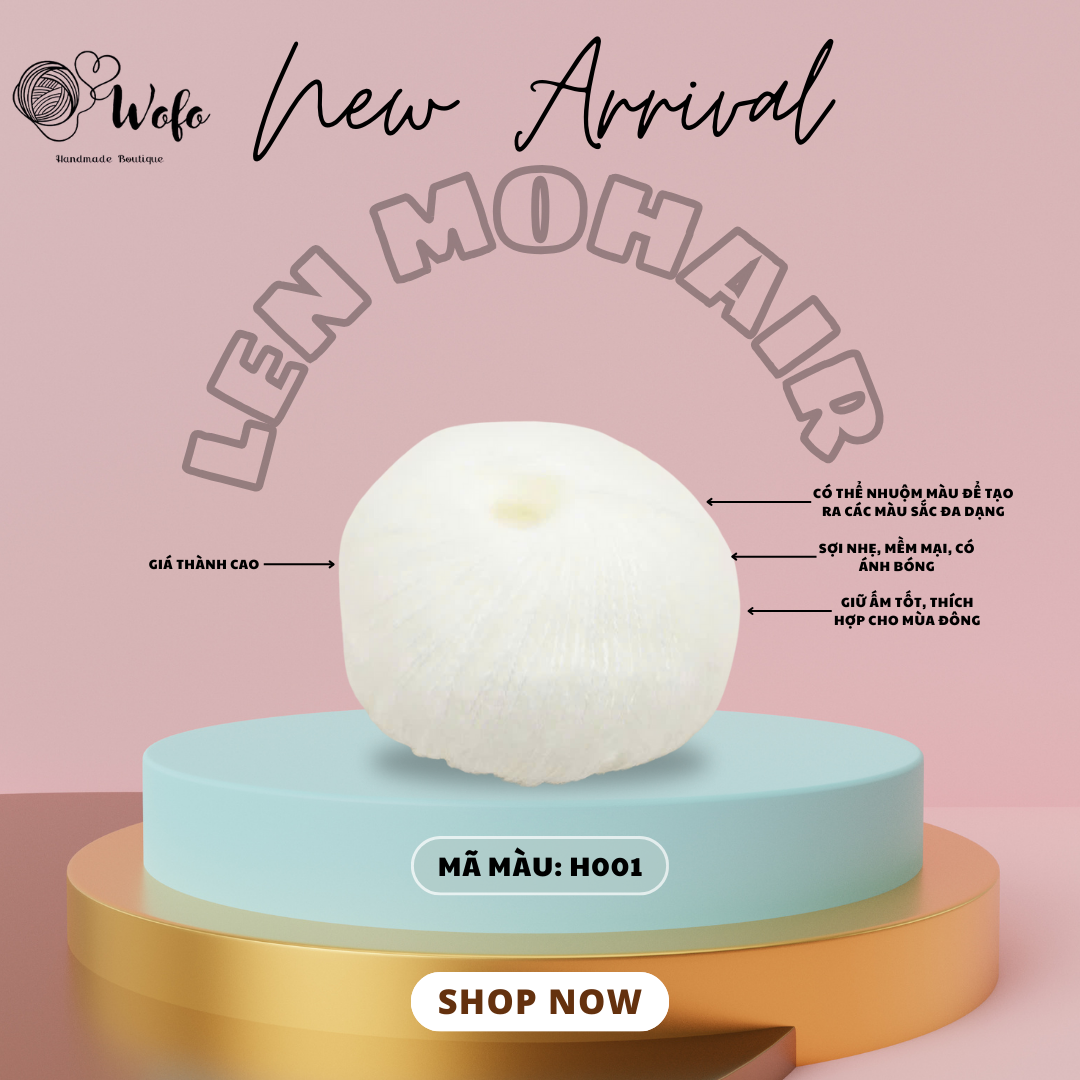 Wofo
Handmade Boutique
New Arrival
LEN MOHAIR
CÓ THỂ NHUỘM MÀU ĐỂ TẠO
RA CÁC MÀU SẮC ĐA DẠNG
SỢI NHẸ, MỀM MẠI, CÓ
ÁNH BÓNG
GIÁ THÀNH CAO
GIỮ ẤM TỐT, THÍCH
HỢP CHO MÙA ĐÔNG
MÃ MÀU: H001
SHOP NOW